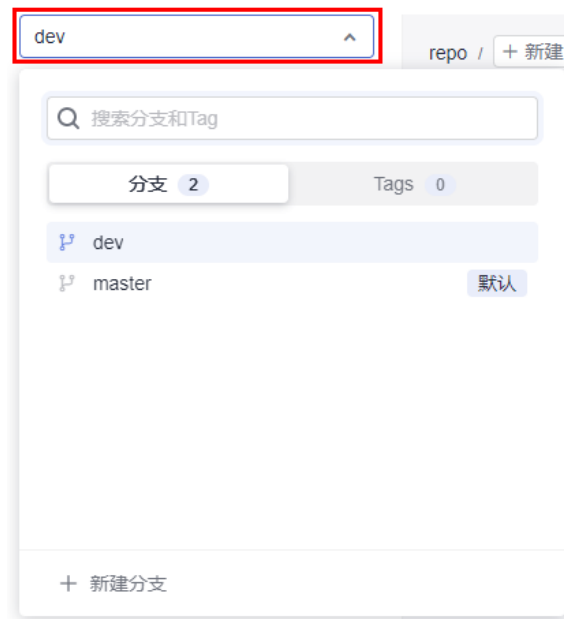 dev
repo / + 新建
搜索分支和Tag
分支 2 Tags 0
dev
master 默认
+ 新建分支